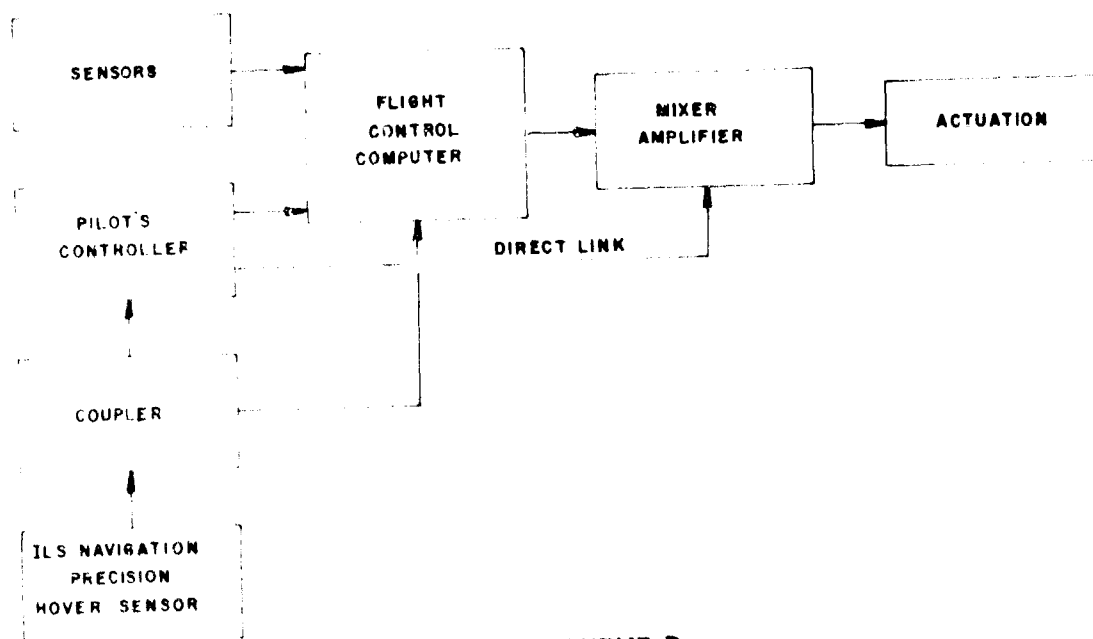 SENSORS
FLIGHT
CONTROL
COMPUTER
MIXER
AMPLIFIER
ACTUATION
PILOT'S
CONTROLLER
DIRECT LINK
COUPLER
ILS NAVIGATION
PRECISION
HOVER SENSOR